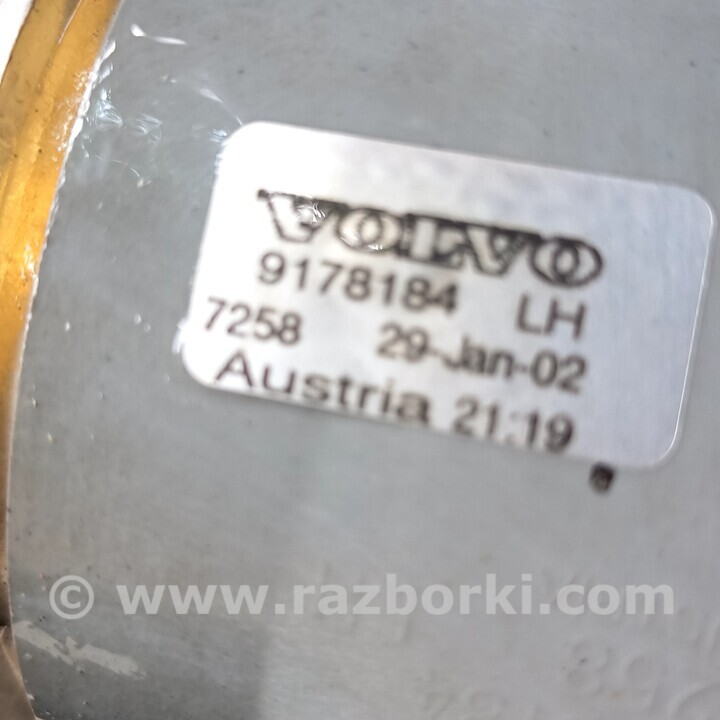 VOLVO
9178184 LH
7258 29-Jan-02
Austria 21:19
© www.razborki.com